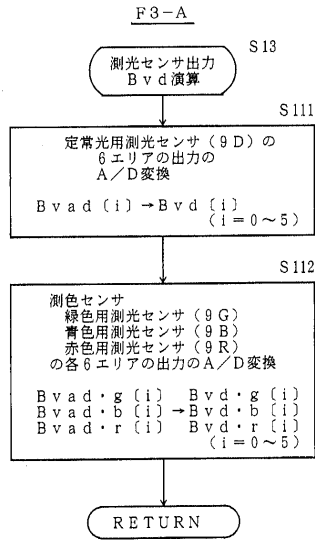 F3-A
S13
測光センサ出力
Bvd演算
S111
定常光用測光センサ(9D)の
6エリアの出力の
A/D変換
Bvad〔i〕→Bvd〔i〕
(i=0~5)
S112
測色センサ
緑色用測光センサ(9G)
青色用測光センサ(9B)
赤色用測光センサ(9R)
の各6エリアの出力のA/D変換
Bvad・g〔i〕 Bvd・g〔i〕
Bvad・b〔i〕→Bvd・b〔i〕
Bvad・r〔i〕 Bvd・r〔i〕
(i=0~5)
RETURN